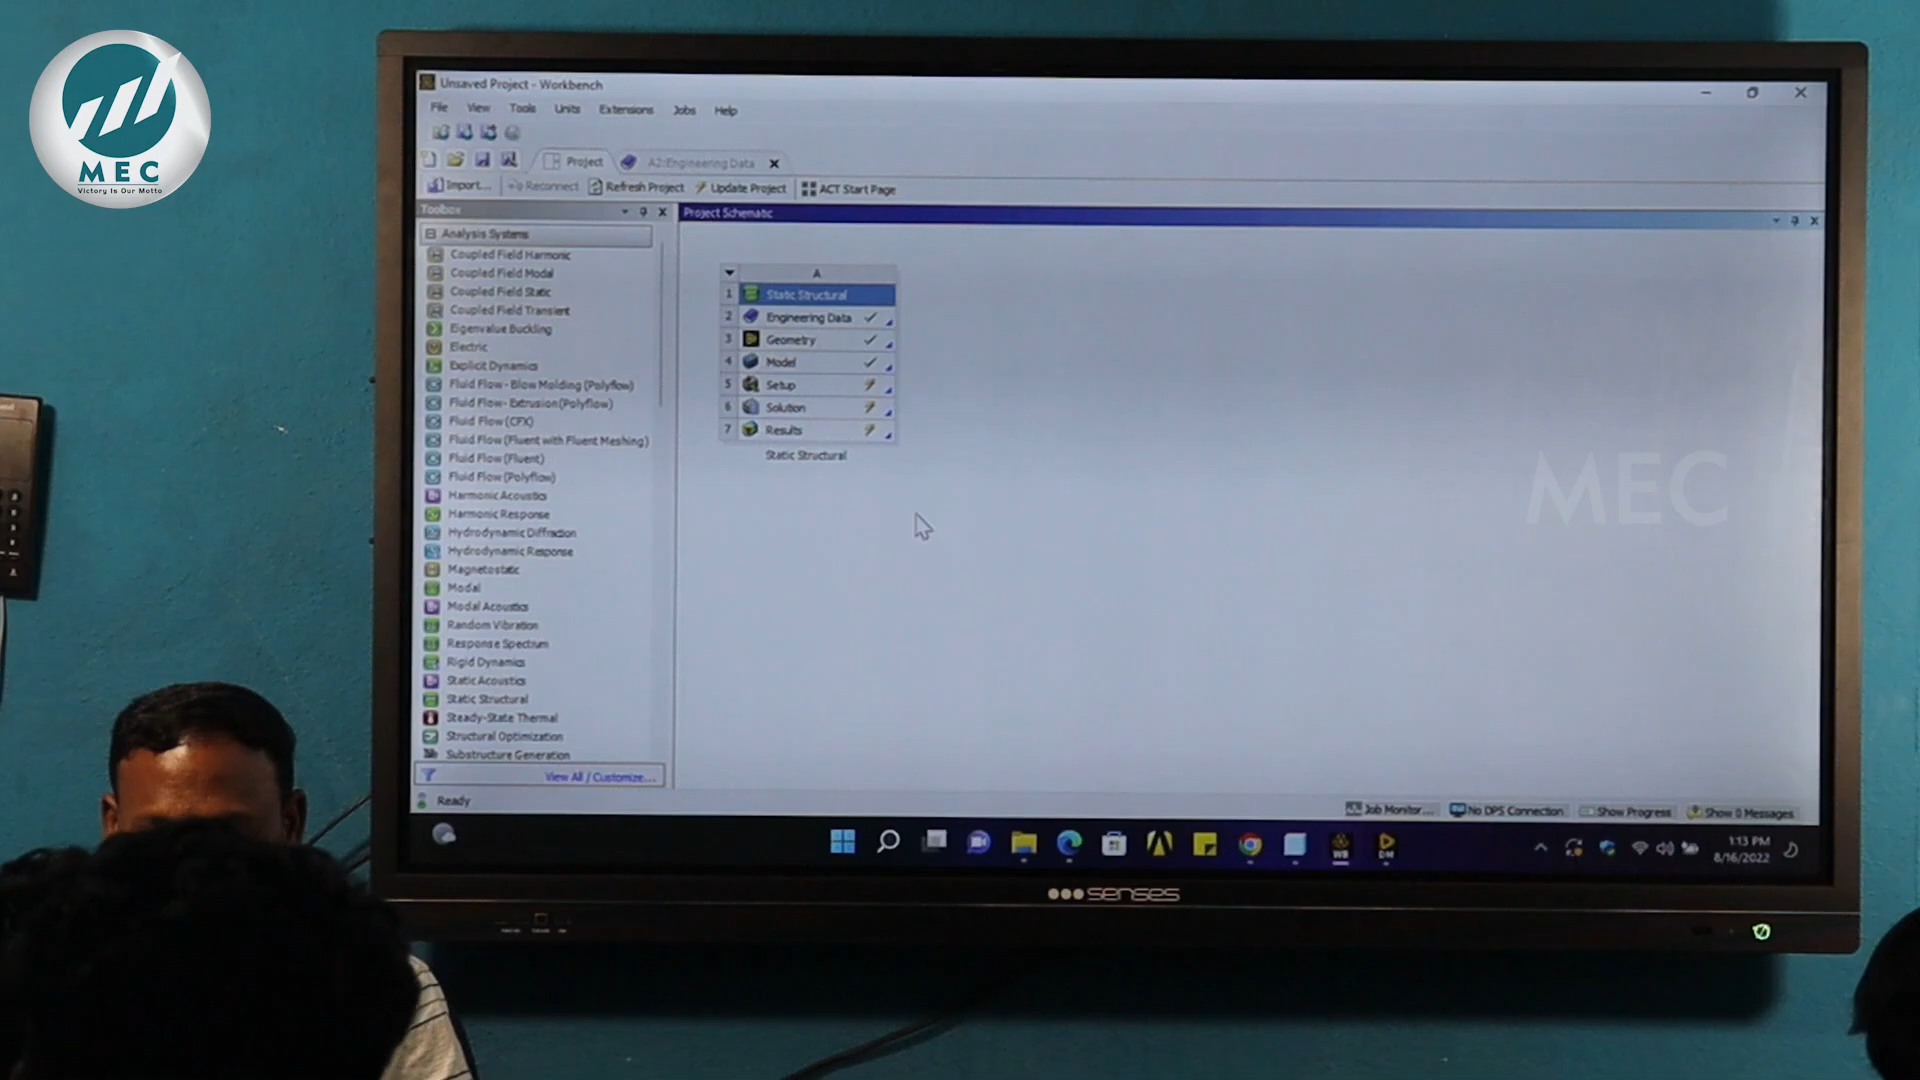 MEC
Victory Is Our Motto
Unsaved Project - Workbench
File View Tools Units Extensions Jobs Help
Project
A2:Engineering Data
Import...
Reconnect
Refresh Project
Update Project
ACT Start Page
Toolbox
Analysis Systems
Coupled Field Harmonic
Coupled Field Modal
Coupled Field Static
Coupled Field Transient
Eigenvalue Buckling
Electric
Explicit Dynamics
Fluid Flow - Blow Molding (Polyflow)
Fluid Flow - Extrusion (Polyflow)
Fluid Flow (CFX)
Fluid Flow (Fluent with Fluent Meshing)
Fluid Flow (Fluent)
Fluid Flow (Polyflow)
Harmonic Acoustics
Harmonic Response
Hydrodynamic Diffraction
Hydrodynamic Response
Magnetostatic
Modal
Modal Acoustics
Random Vibration
Response Spectrum
Rigid Dynamics
Static Acoustics
Static Structural
Steady-State Thermal
Structural Optimization
Substructure Generation
View All / Customize...
Project Schematic
A
1 Static Structural
2 Engineering Data
3 Geometry
4 Model
5 Setup
6 Solution
7 Results
Static Structural
MEC
Ready
Job Monitor...
No DPS Connection
Show Progress
Show 0 Messages
WB
DM
1:13 PM
8/16/2022
senses